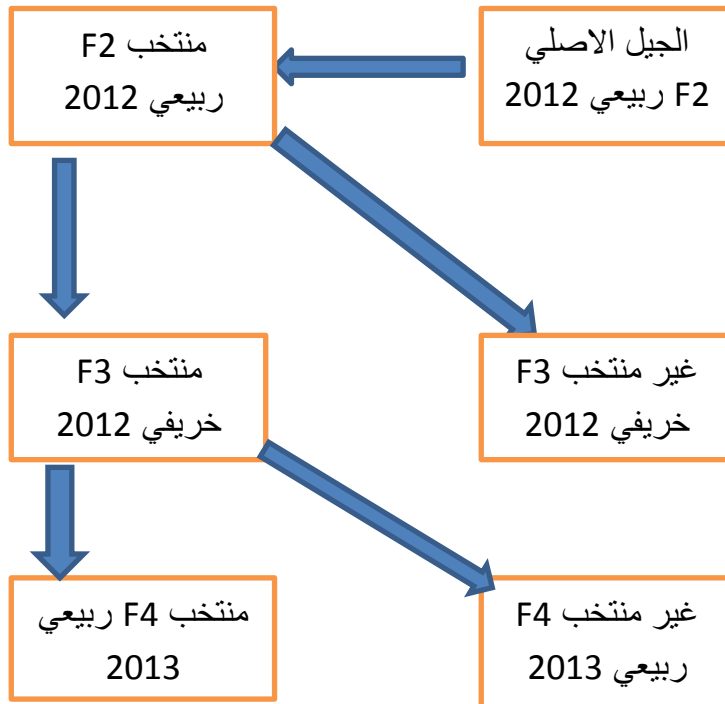 الجيل الاصلي
F2 ربيعي 2012
منتخب F2
ربيعي 2012
غير منتخب F3
خريفي 2012
منتخب F3
خريفي 2012
غير منتخب F4
ربيعي 2013
منتخب F4 ربيعي
2013